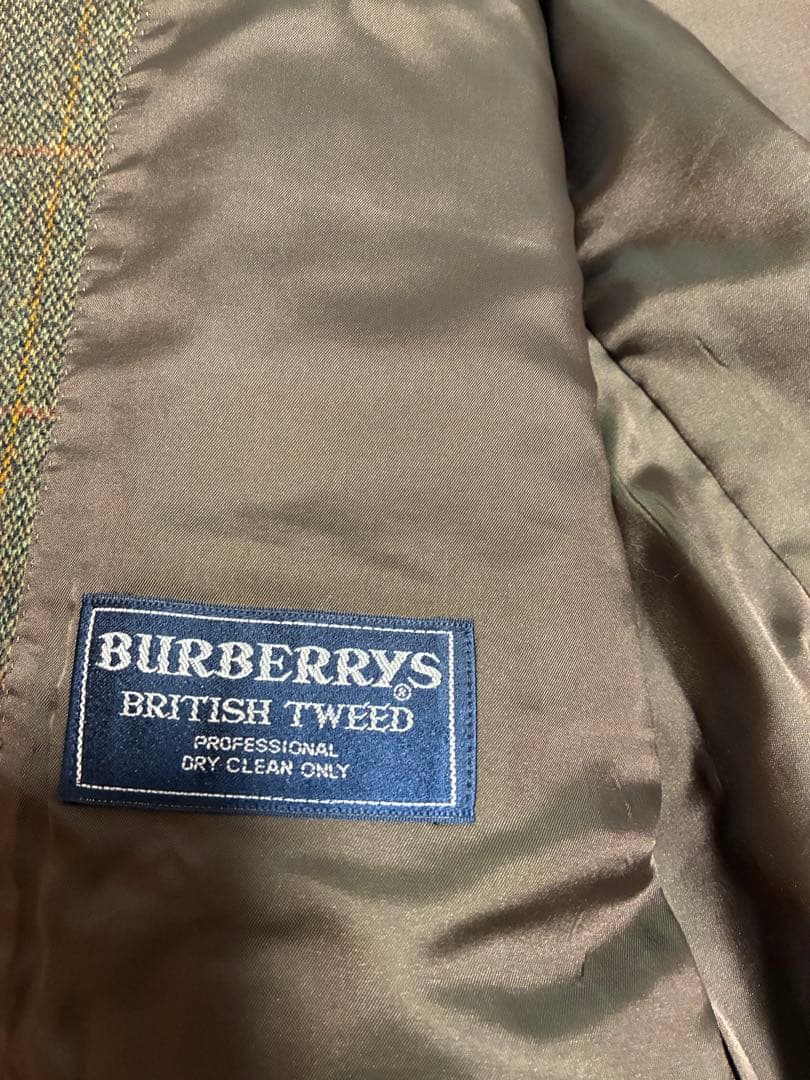 BURBERRYS®
BRITISH TWEED
PROFESSIONAL
DRY CLEAN ONLY